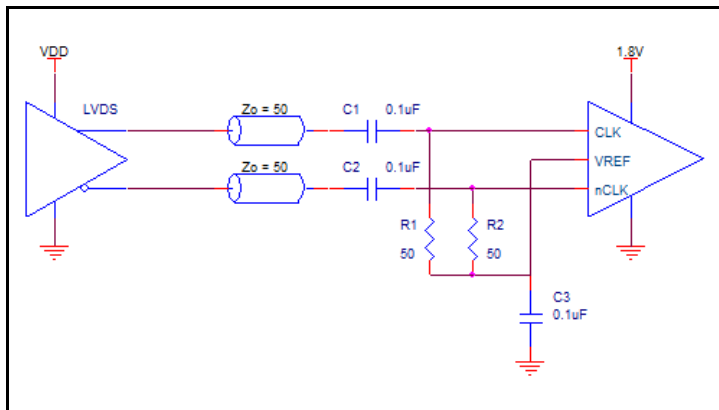 VDD
1.8V
LVDS
Zo = 50
C1
0.1uF
CLK
Zo = 50
C2
0.1uF
VREF
nCLK
R1
R2
50
50
C3
0.1uF